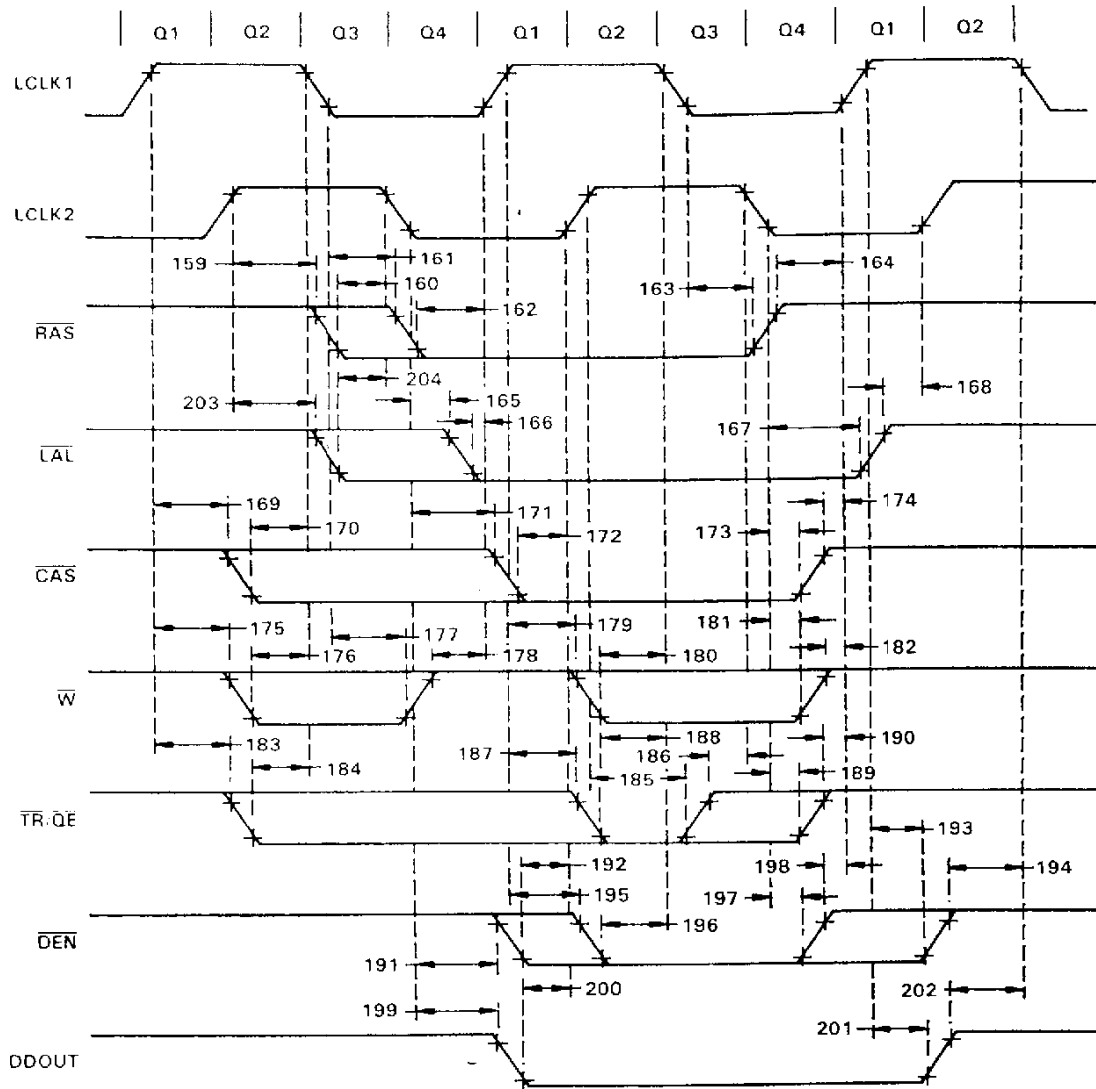 Q1 Q2 Q3 Q4 Q1 Q2 Q3 Q4 Q1 Q2
LCLK1
LCLK2
159 161 164
160 163
162
RAS
204 168
203 165
166 167
LAL
169 171 174
170 172 173
CAS
175 177 179 181
176 178 180 182
W
183 187 188 190
184 186
185 189
TR/QE
193
192 198 194
195 197
196
DEN
191
200 202
199 201
DDOUT